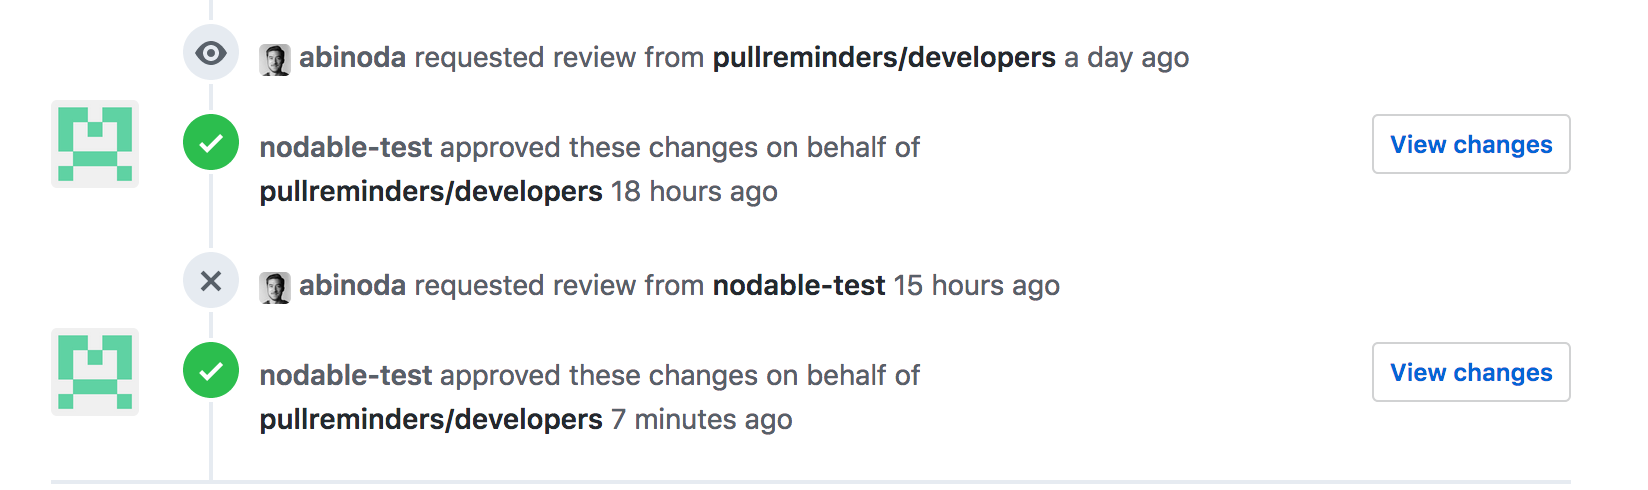 abinoda requested review from pullreminders/developers a day ago
nodable-test approved these changes on behalf of
pullreminders/developers 18 hours ago
View changes
abinoda requested review from nodable-test 15 hours ago
nodable-test approved these changes on behalf of
pullreminders/developers 7 minutes ago
View changes